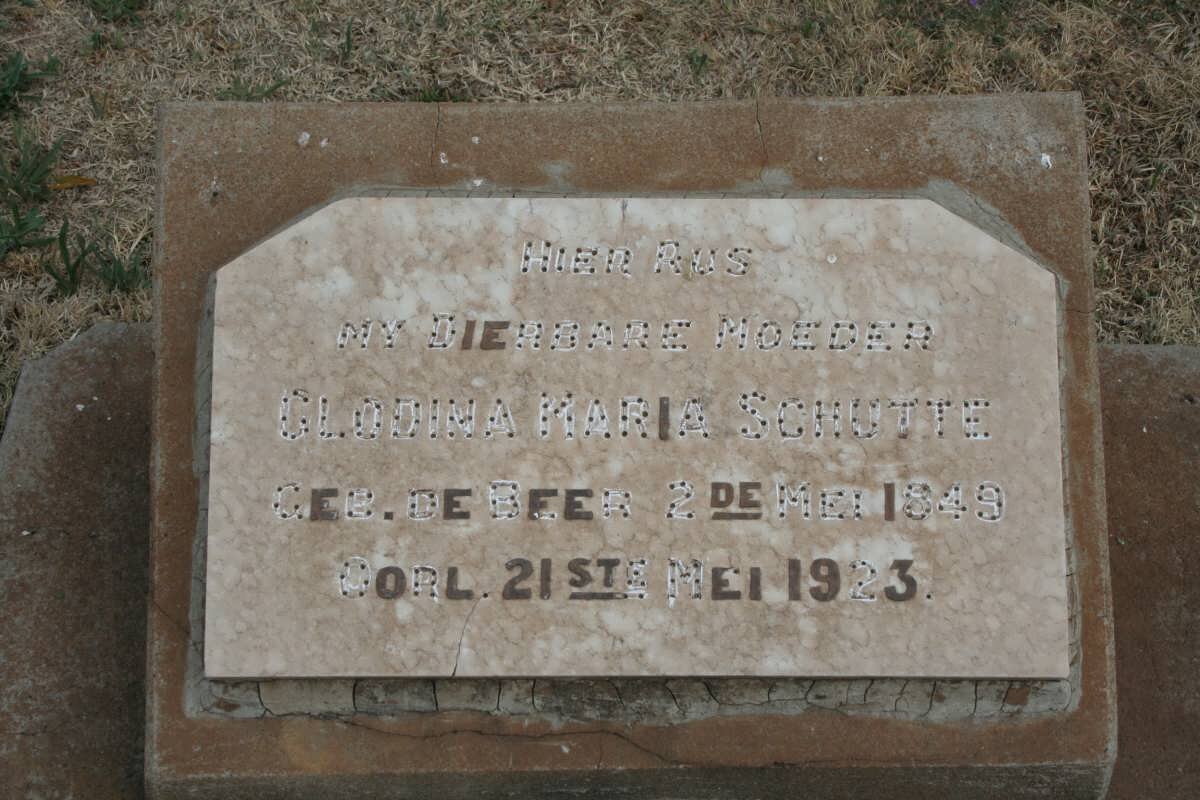 HIER RUS
MY DIERBARE MOEDER
GLODINA MARIA SCHUTTE
GEB. DE BEER 2DE MEI 1849
OORL. 21STE MEI 1923.